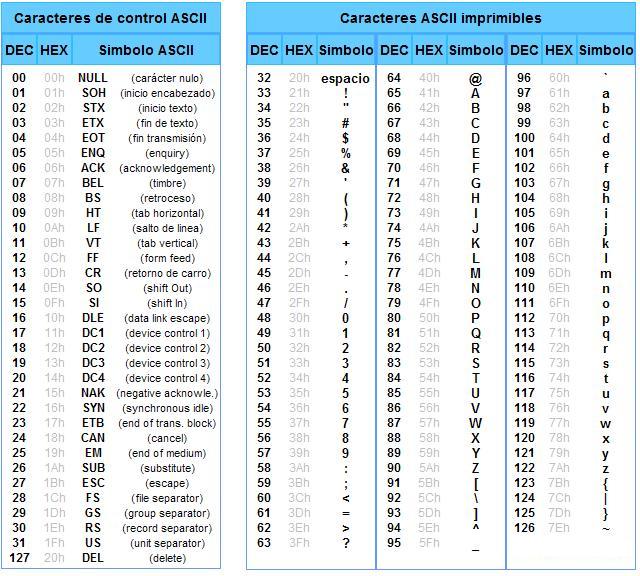 Caracteres de control ASCII
DEC HEX Simbolo ASCII
00 00h NULL (carácter nulo)
01 01h SOH (inicio encabezado)
02 02h STX (inicio texto)
03 03h ETX (fin de texto)
04 04h EOT (fin transmisión)
05 05h ENQ (enquiry)
06 06h ACK (acknowledgement)
07 07h BEL (timbre)
08 08h BS (retroceso)
09 09h HT (tab horizontal)
10 0Ah LF (salto de linea)
11 0Bh VT (tab vertical)
12 0Ch FF (form feed)
13 0Dh CR (retorno de carro)
14 0Eh SO (shift Out)
15 0Fh SI (shift In)
16 10h DLE (data link escape)
17 11h DC1 (device control 1)
18 12h DC2 (device control 2)
19 13h DC3 (device control 3)
20 14h DC4 (device control 4)
21 15h NAK (negative acknowle.)
22 16h SYN (synchronous idle)
23 17h ETB (end of trans. block)
24 18h CAN (cancel)
25 19h EM (end of medium)
26 1Ah SUB (substitute)
27 1Bh ESC (escape)
28 1Ch FS (file separator)
29 1Dh GS (group separator)
30 1Eh RS (record separator)
31 1Fh US (unit separator)
127 20h DEL (delete)
Caracteres ASCII imprimibles
DEC HEX Simbolo DEC HEX Simbolo DEC HEX Simbolo
32 20h espacio 64 40h @ 96 60h `
33 21h ! 65 41h A 97 61h a
34 22h " 66 42h B 98 62h b
35 23h # 67 43h C 99 63h c
36 24h $ 68 44h D 100 64h d
37 25h % 69 45h E 101 65h e
38 26h & 70 46h F 102 66h f
39 27h ' 71 47h G 103 67h g
40 28h ( 72 48h H 104 68h h
41 29h ) 73 49h I 105 69h i
42 2Ah * 74 4Ah J 106 6Ah j
43 2Bh + 75 4Bh K 107 6Bh k
44 2Ch , 76 4Ch L 108 6Ch l
45 2Dh - 77 4Dh M 109 6Dh m
46 2Eh . 78 4Eh N 110 6Eh n
47 2Fh / 79 4Fh O 111 6Fh o
48 30h 0 80 50h P 112 70h p
49 31h 1 81 51h Q 113 71h q
50 32h 2 82 52h R 114 72h r
51 33h 3 83 53h S 115 73h s
52 34h 4 84 54h T 116 74h t
53 35h 5 85 55h U 117 75h u
54 36h 6 86 56h V 118 76h v
55 37h 7 87 57h W 119 77h w
56 38h 8 88 58h X 120 78h x
57 39h 9 89 59h Y 121 79h y
58 3Ah : 90 5Ah Z 122 7Ah z
59 3Bh ; 91 5Bh [ 123 7Bh {
60 3Ch < 92 5Ch \ 124 7Ch |
61 3Dh = 93 5Dh ] 125 7Dh }
62 3Eh > 94 5Eh ^ 126 7Eh ~
63 3Fh ? 95 5Fh _